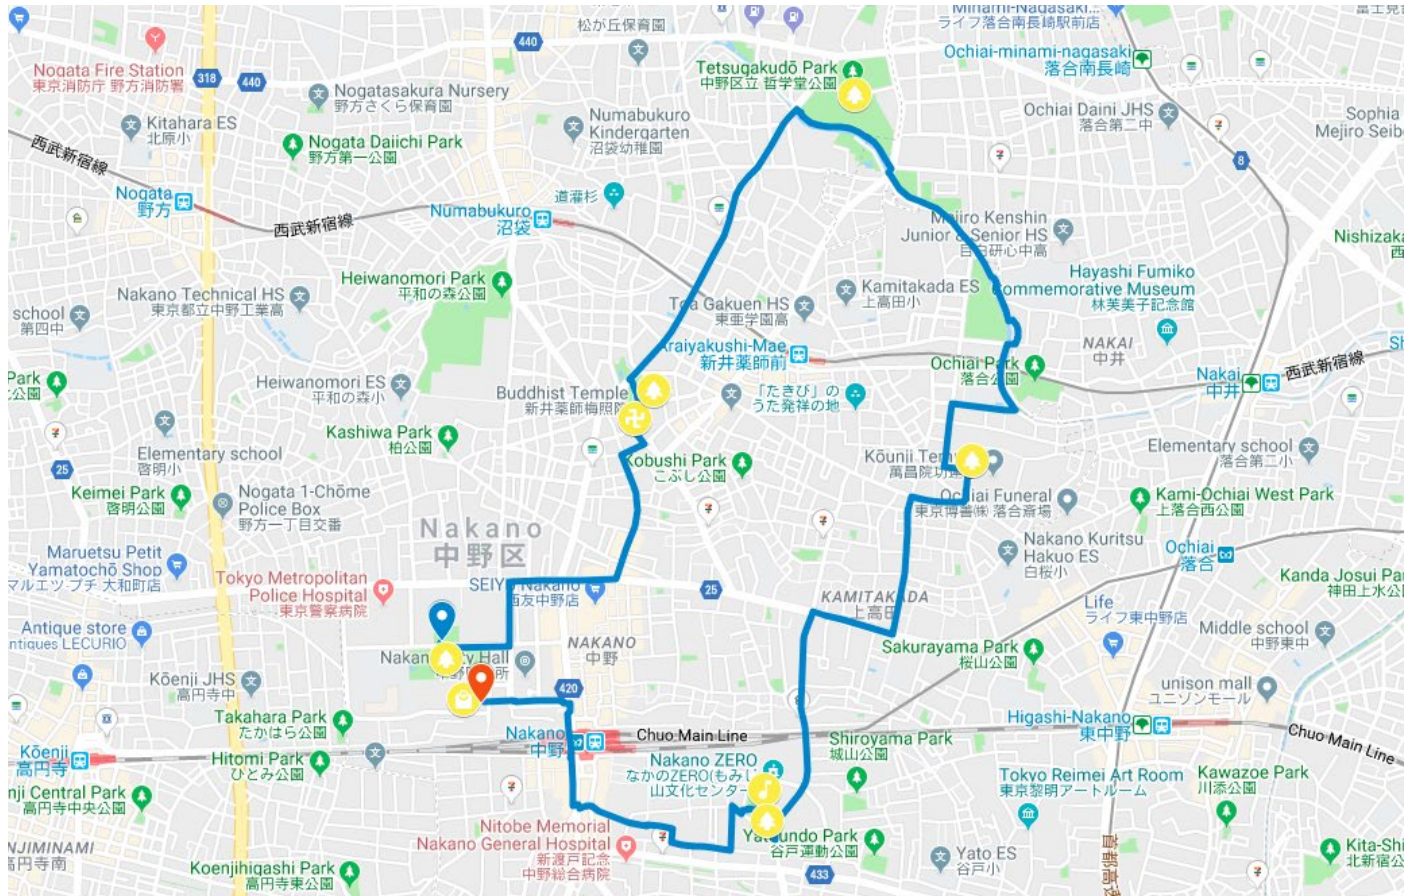 松が丘保育園
Minami-Nagasaki...
ライフ落合南長崎駅前店
440
Nogata Fire Station
東京消防庁 野方消防署
318
440
Tetsugakudō Park
中野区立 哲学堂公園
Ochiai-minami-nagasaki
落合南長崎
Nogatasakura Nursery
野方さくら保育園
Kitahara ES
北原小
Numabukuro
Kindergarten
沼袋幼稚園
Ochiai Daini JHS
落合第二中
Sophia
Mejiro Seibo
Nogata Daiichi Park
野方第一公園
西武新宿線
8
Nogata
野方
道灌杉
Numabukuro
沼袋
西武新宿線
Mejiro Kenshin
Junior & Senior HS
目白研心中高
Nishizaka
Heiwanomori Park
平和の森公園
Kamitakada ES
上高田小
Hayashi Fumiko
Commemorative Museum
林芙美子記念館
Nakano Technical HS
東京都立中野工業高
school
第四中
Toa Gakuen HS
東亜学園高
Araiyakushi-Mae
新井薬師前
NAKAI
中井
Ochiai Park
落合公園
Nakai
中井
西武新宿線
Park
公園
Heiwanomori ES
平和の森小
Buddhist Temple
新井薬師梅照院
「たきび」の
うた発祥の地
Kashiwa Park
柏公園
Elementary school
啓明小
25
Kobushi Park
こぶし公園
Kōunji Temple
萬昌院功運寺
Elementary school
落合第二小
Keimei Park
啓明公園
Nogata 1-Chōme
Police Box
野方一丁目交番
Ochiai Funeral
東京博善㈱ 落合斎場
Kami-Ochiai West Park
上落合西公園
Nakano
中野区
Nakano Kuritsu
Hakuo ES
白桜小
Ochiai
落合
Maruetsu Petit
Yamatochō Shop
マルエツ プチ 大和町店
Tokyo Metropolitan
Police Hospital
東京警察病院
SEIYU Nakano
西友中野店
25
KAMITAKADA
上高田
Kanda Josui Par
神田上水公
Life
ライフ東中野店
Antique store
Antiques LECURIO
NAKANO
中野
Middle school
中野東中
Nakano City Hall
Sakurayama Park
桜山公園
Kōenji JHS
高円寺中
420
unison mall
ユニゾンモール
Takahara Park
たかはら公園
Nakano
中野
Chuo Main Line
Higashi-Nakano
東中野
Chuo Main Line
Kōenji
高円寺
Hitomi Park
ひとみ公園
Shiroyama Park
城山公園
Nakano ZERO
なかのZERO(もみじ
山文化センター
Tokyo Reimei Art Room
東京黎明アートルーム
Kawazoe Park
川添公園
nji Central Park
高円寺中央公園
Nitobe Memorial
Nakano General Hospital
新渡戸記念
中野総合病院
Yatoundo Park
谷戸運動公園
NJIMINAMI
高円寺南
Koenjihigashi Park
高円寺東公園
Yato ES
谷戸小
433
首都高速
Kita-Shi
北新宿公